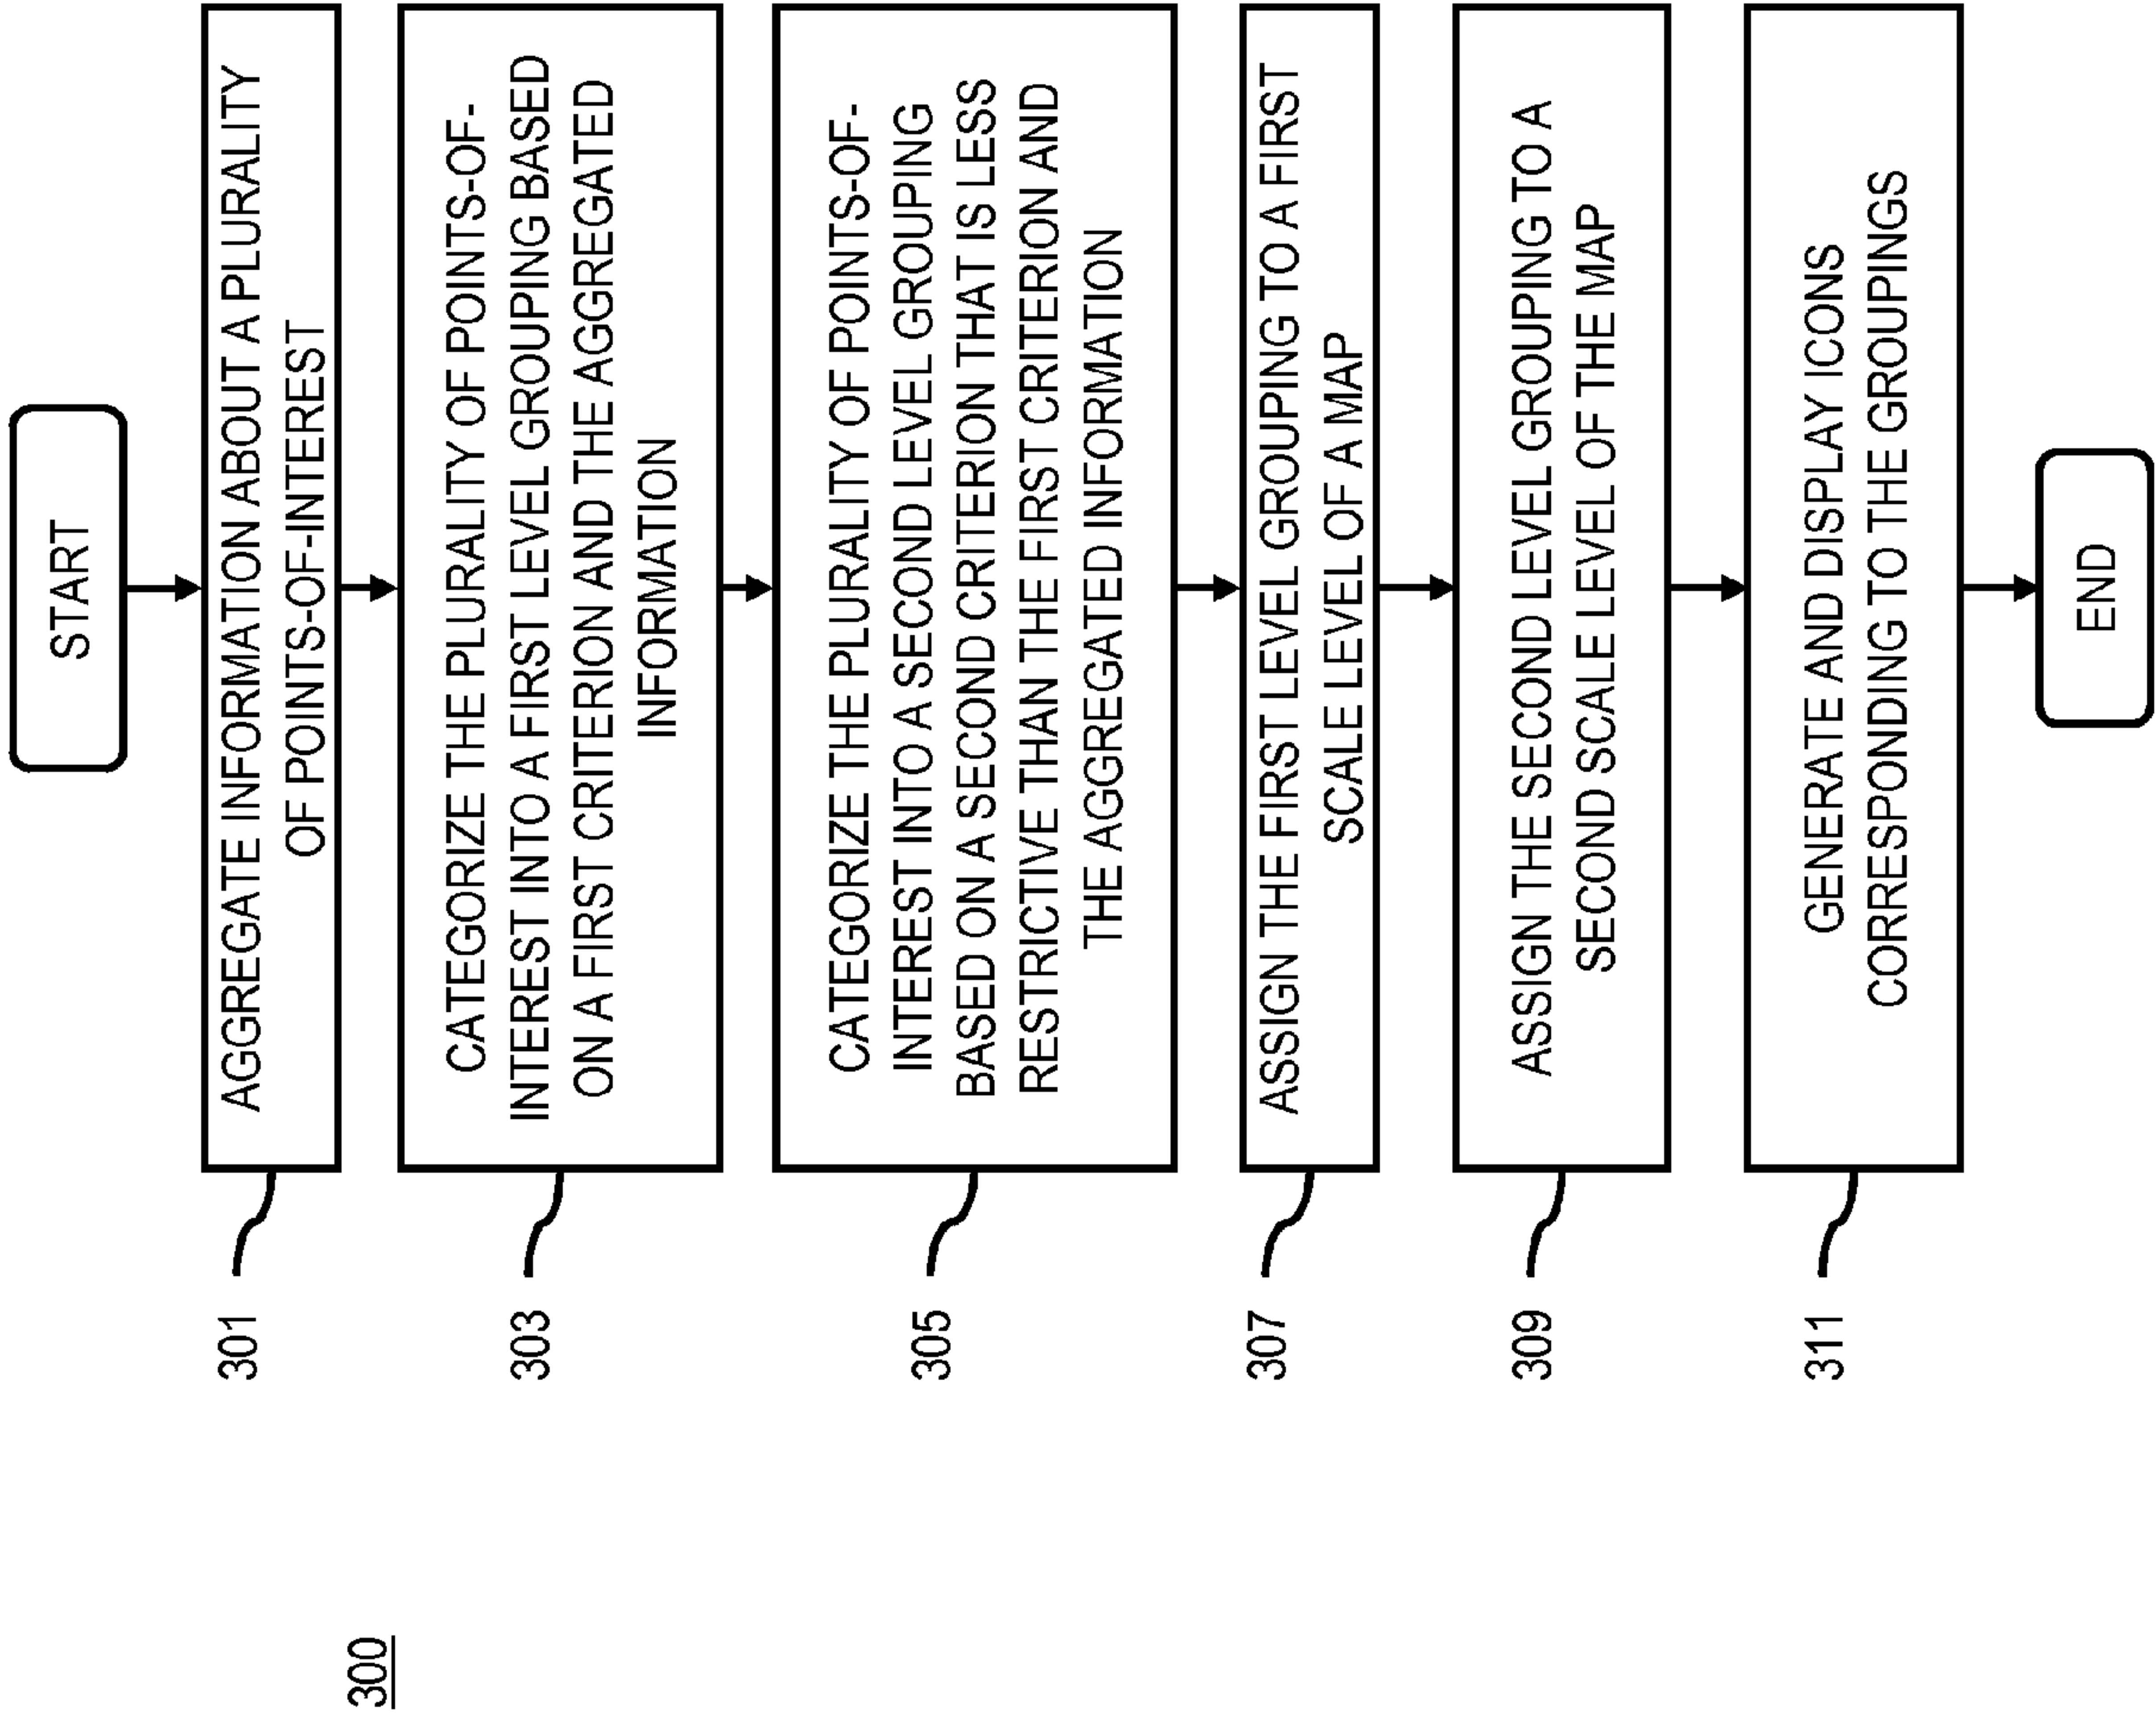 300
START
301
AGGREGATE INFORMATION ABOUT A PLURALITY
OF POINTS-OF-INTEREST
303
CATEGORIZE THE PLURALITY OF POINTS-OF-
INTEREST INTO A FIRST LEVEL GROUPING BASED
ON A FIRST CRITERION AND THE AGGREGATED
INFORMATION
305
CATEGORIZE THE PLURALITY OF POINTS-OF-
INTEREST INTO A SECOND LEVEL GROUPING
BASED ON A SECOND CRITERION THAT IS LESS
RESTRICTIVE THAN THE FIRST CRITERION AND
THE AGGREGATED INFORMATION
307
ASSIGN THE FIRST LEVEL GROUPING TO A FIRST
SCALE LEVEL OF A MAP
309
ASSIGN THE SECOND LEVEL GROUPING TO A
SECOND SCALE LEVEL OF THE MAP
311
GENERATE AND DISPLAY ICONS
CORRESPONDING TO THE GROUPINGS
END